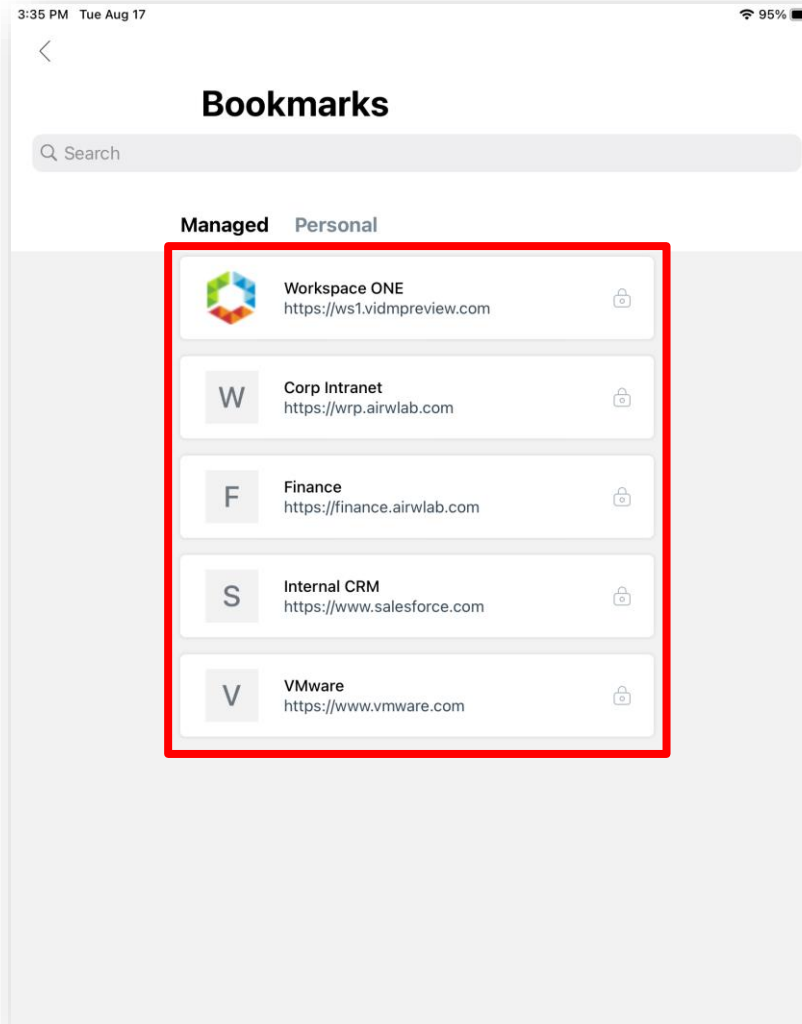 3:35 PM Tue Aug 17 95%
Bookmarks
Search
Managed Personal
Workspace ONE
https://ws1.vidmpreview.com
W
Corp Intranet
https://wrp.airwlab.com
F
Finance
https://finance.airwlab.com
S
Internal CRM
https://www.salesforce.com
V
VMware
https://www.vmware.com